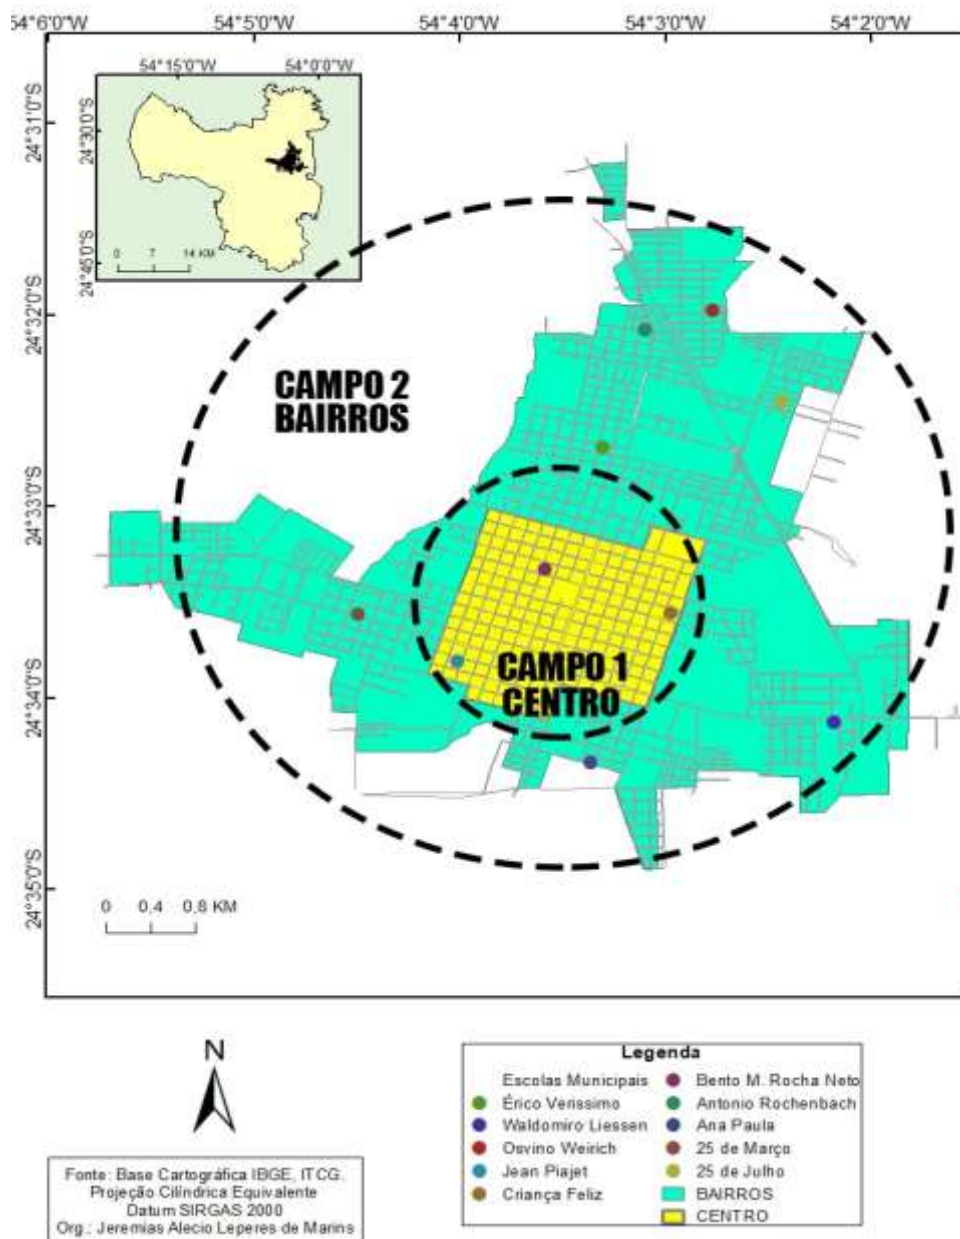 54°6'0"W 54°5'0"W 54°4'0"W 54°3'0"W 54°2'0"W
54°15'0"W 54°0'0"W
24°30'0"S
24°45'0"S
0 7 14 KM
24°31'0"S
24°32'0"S
24°33'0"S
24°34'0"S
24°35'0"S
CAMPO 2
BAIRROS
CAMPO 1
CENTRO
0 0.4 0.8 KM
N
Legenda
Escolas Municipais
Érico Verissimo
Waldomiro Liessen
Osvino Weirich
Jean Piajet
Criança Feliz
Bento M. Rocha Neto
Antonio Rochenbach
Ana Paula
25 de Março
25 de Julho
BAIRROS
CENTRO
Fonte: Base Cartográfica IBGE, ITCG.
Projeção Cilíndrica Equivalente
Datum SIRGAS 2000
Org.: Jeremias Alecio Leperes de Marins